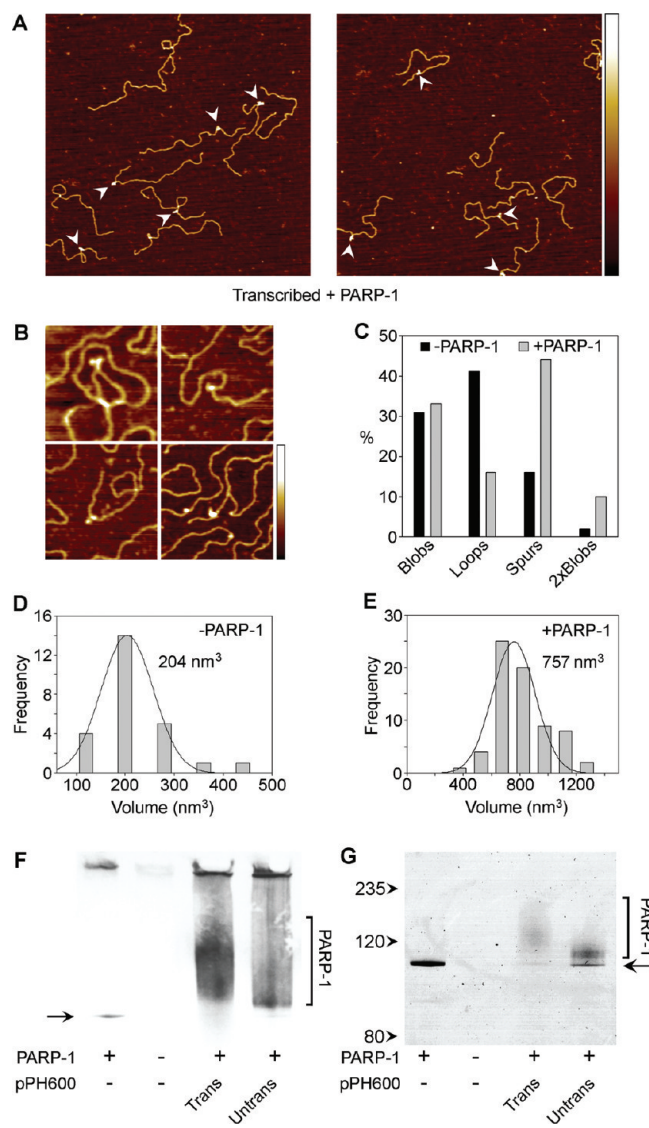 A
Transcribed + PARP-1
B
C
50
40
30
%
20
10
0
-PARP-1
+PARP-1
Blobs
Loops
Spurs
2xBlobs
D
16
12
8
4
0
Frequency
-PARP-1
204 nm³
100 200 300 400 500
Volume (nm³)
E
30
20
10
0
Frequency
+PARP-1
757 nm³
0 400 800 1200
Volume (nm³)
F
PARP-1
PARP-1 + - + +
pPH600 - - Trans Untrans
G
235
120
80
PARP-1
PARP-1 + - + +
pPH600 - - Trans Untrans